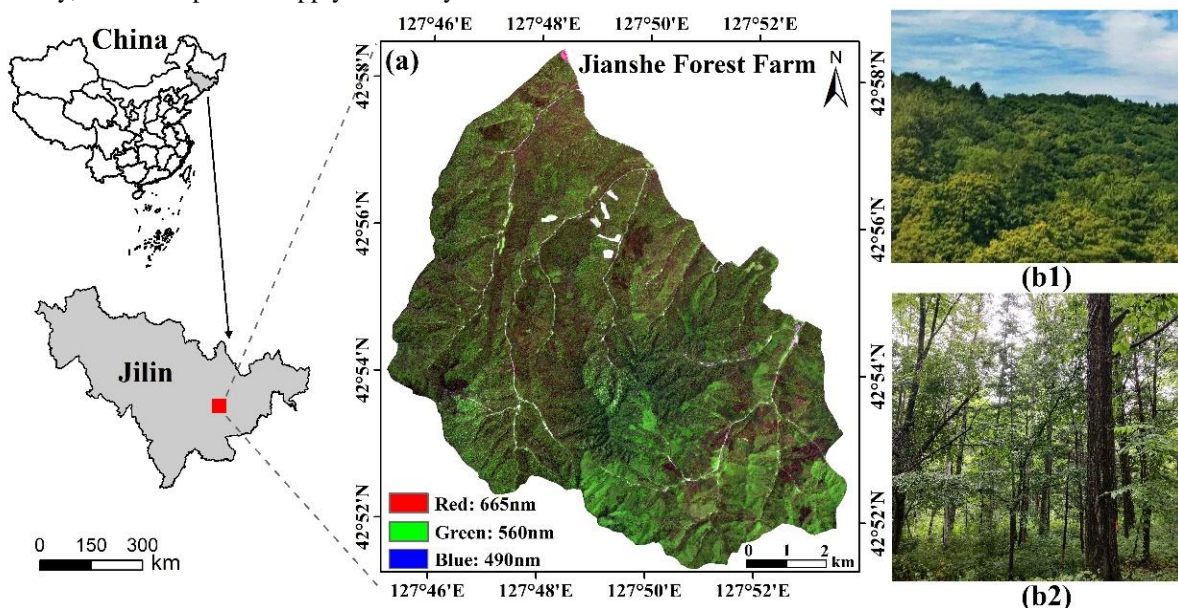 China
Jilin
0 150 300
km
127°46′E 127°48′E 127°50′E 127°52′E
(a)
Jianshe Forest Farm
N
42°58′N
42°56′N
42°54′N
42°52′N
42°58′N
42°56′N
42°54′N
42°52′N
Red: 665nm
Green: 560nm
Blue: 490nm
0 1 2
km
127°46′E 127°48′E 127°50′E 127°52′E
(b1)
(b2)